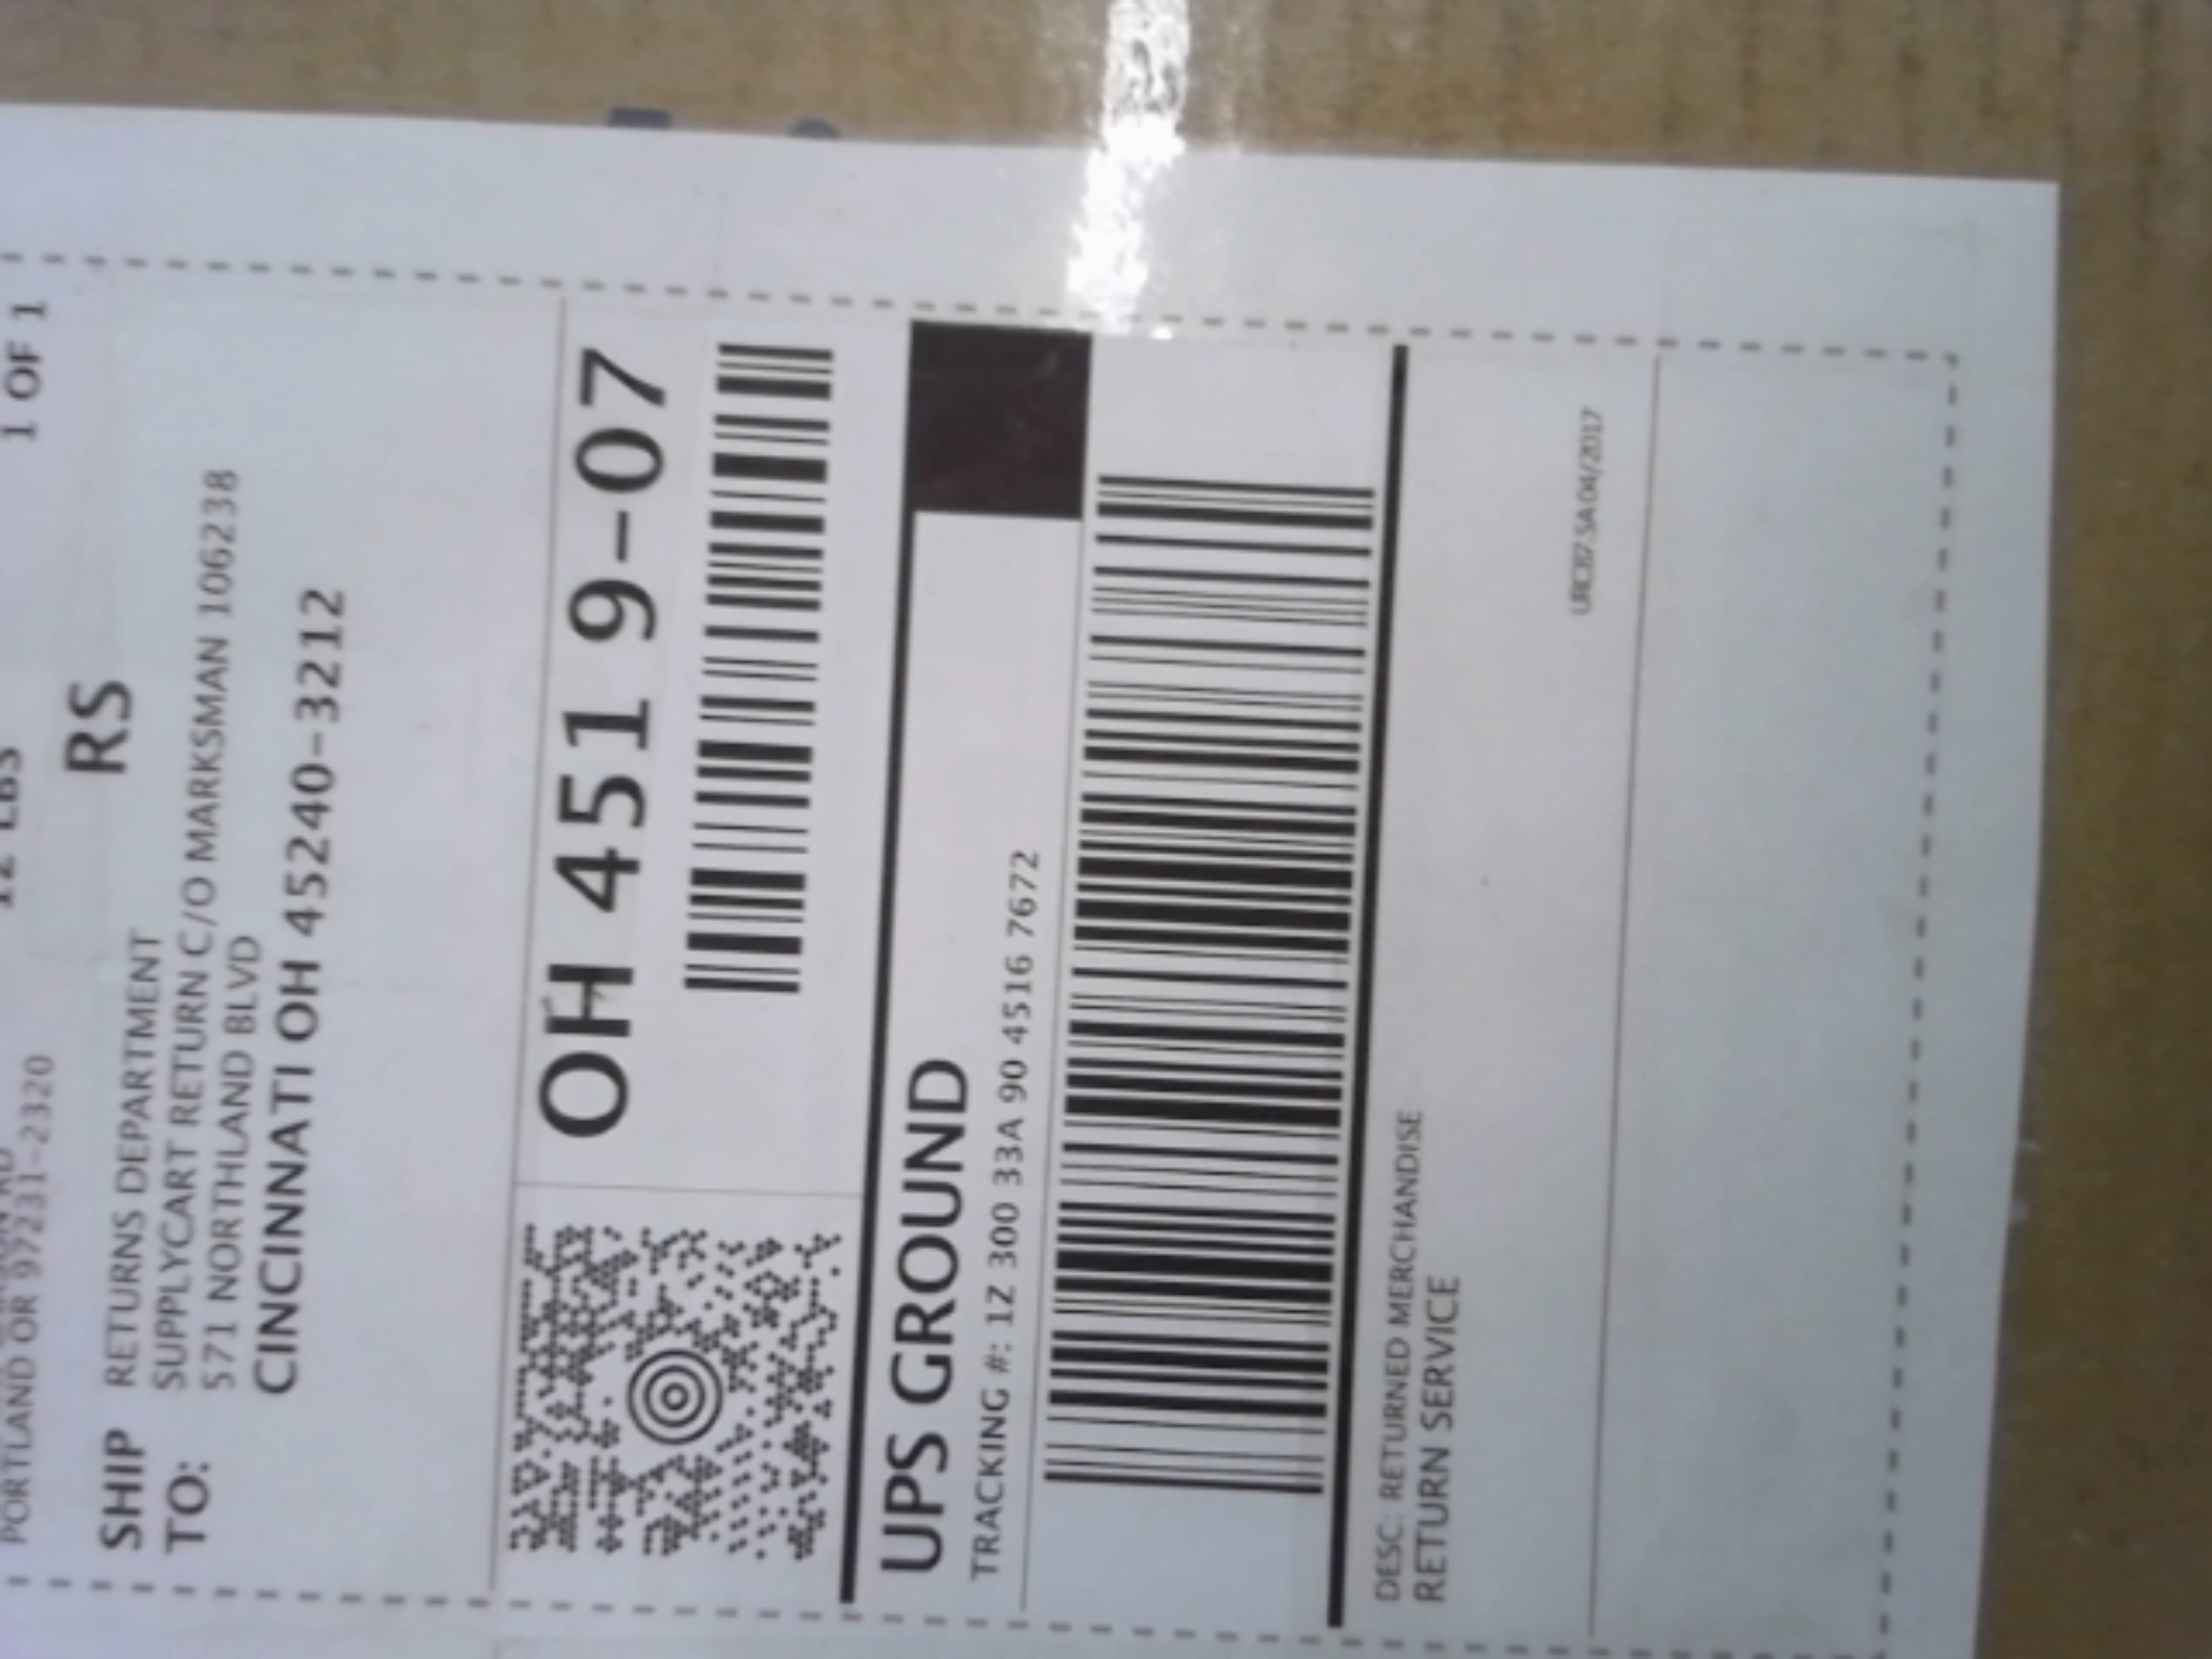 12 LBS
1 OF 1
PORTLAND OR 97231-2320
RS
SHIP
TO:
RETURNS DEPARTMENT
SUPPLYCART RETURN C/O MARKSMAN 106238
571 NORTHLAND BLVD
CINCINNATI OH 45240-3212
OH 451 9-07
UPS GROUND
TRACKING #: 1Z 300 33A 90 4516 7672
DESC: RETURNED MERCHANDISE
RETURN SERVICE
04/2017